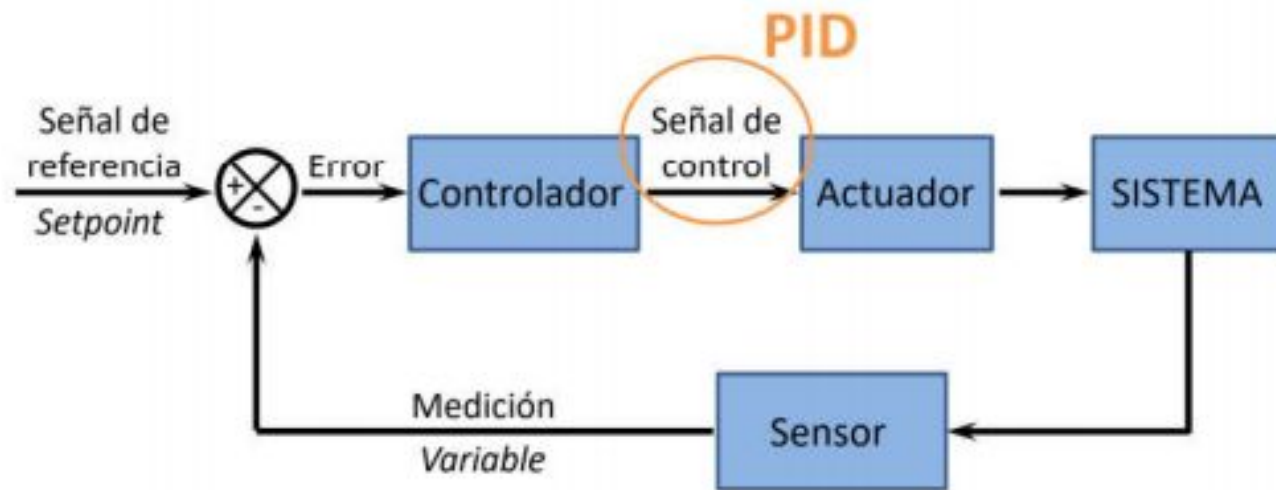 PID
Señal de
referencia
Setpoint
+
-
Error
Controlador
Señal de
control
Actuador
SISTEMA
Medición
Variable
Sensor